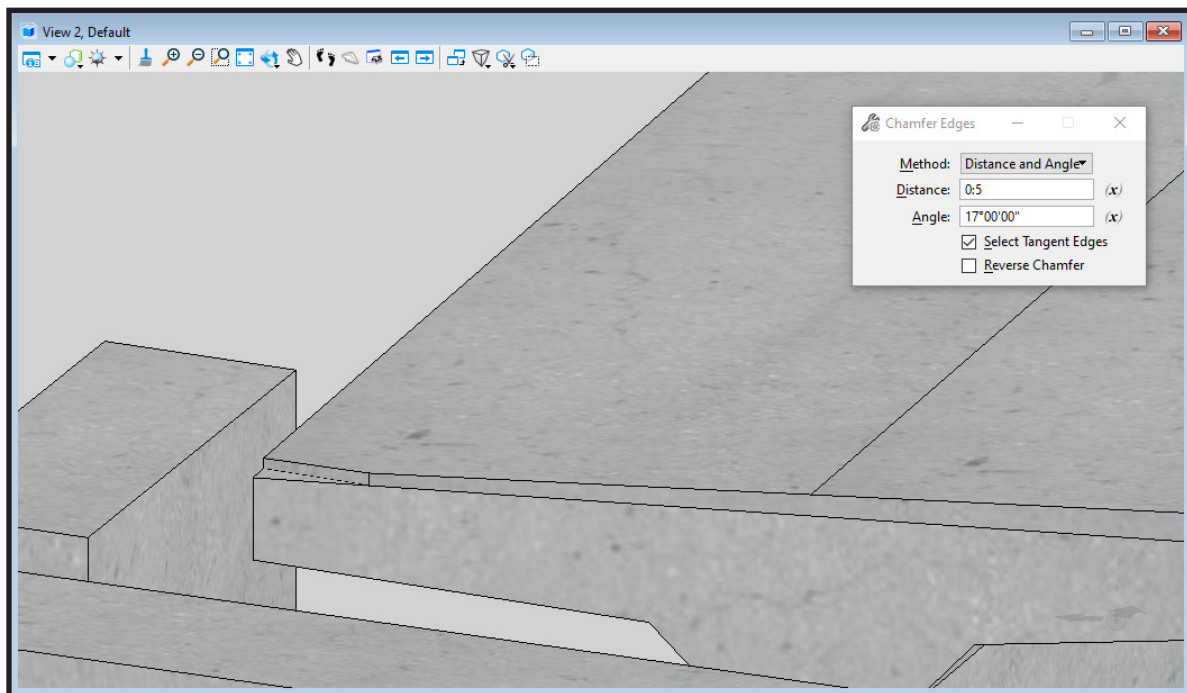 View 2, Default
Chamfer Edges
Method: Distance and Angle
Distance: 0:5 (x)
Angle: 17°00'00" (x)
Select Tangent Edges
Reverse Chamfer